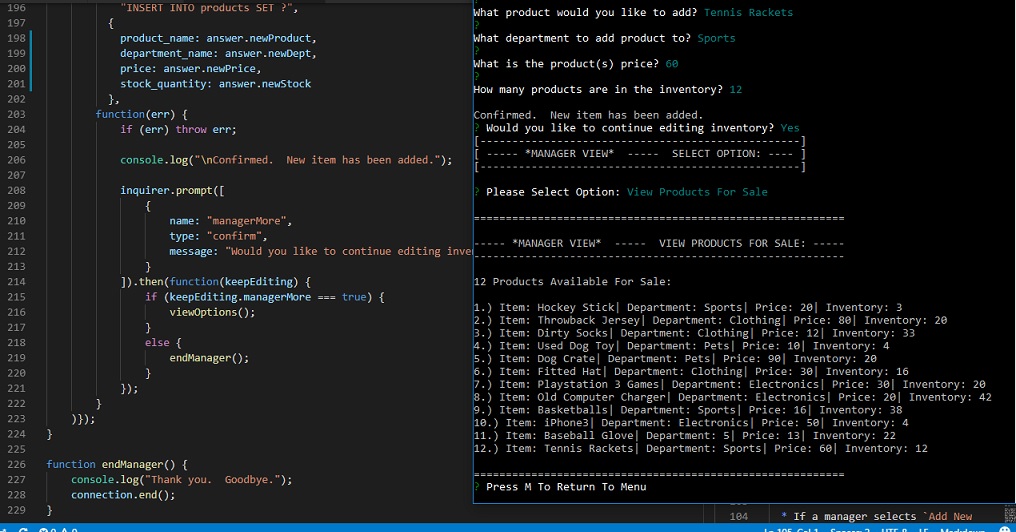 196 "INSERT INTO products SET ?",
197 {
198 product_name: answer.newProduct,
199 department_name: answer.newDept,
200 price: answer.newPrice,
201 stock_quantity: answer.newStock
202 },
203 function(err) {
204 if (err) throw err;
205
206 console.log("\nConfirmed.  New item has been added.");
207
208 inquirer.prompt([
209 {
210 name: "managerMore",
211 type: "confirm",
212 message: "Would you like to continue editing inve
213 }
214 ]).then(function(keepEditing) {
215 if (keepEditing.managerMore === true) {
216 viewOptions();
217 }
218 else {
219 endManager();
220 }
221 });
222 }
223 )});
224 }
225
226 function endManager() {
227 console.log("Thank you.  Goodbye.");
228 connection.end();
229 }
What product would you like to add? Tennis Rackets
?
What department to add product to? Sports
?
What is the product(s) price? 60
?
How many products are in the inventory? 12
Confirmed.  New item has been added.
? Would you like to continue editing inventory? Yes
[--------------------------------------------------]
[ ----- *MANAGER VIEW*  -----  SELECT OPTION: ---- ]
[--------------------------------------------------]
? Please Select Option: View Products For Sale
==========================================================
----- *MANAGER VIEW*  -----  VIEW PRODUCTS FOR SALE: -----
----------------------------------------------------------
12 Products Available For Sale:
1.) Item: Hockey Stick| Department: Sports| Price: 20| Inventory: 3
2.) Item: Throwback Jersey| Department: Clothing| Price: 80| Inventory: 20
3.) Item: Dirty Socks| Department: Clothing| Price: 12| Inventory: 33
4.) Item: Used Dog Toy| Department: Pets| Price: 10| Inventory: 4
5.) Item: Dog Crate| Department: Pets| Price: 90| Inventory: 20
6.) Item: Fitted Hat| Department: Clothing| Price: 30| Inventory: 16
7.) Item: Playstation 3 Games| Department: Electronics| Price: 30| Inventory: 20
8.) Item: Old Computer Charger| Department: Electronics| Price: 20| Inventory: 42
9.) Item: Basketballs| Department: Sports| Price: 16| Inventory: 38
10.) Item: iPhone3| Department: Electronics| Price: 50| Inventory: 4
11.) Item: Baseball Glove| Department: 5| Price: 13| Inventory: 22
12.) Item: Tennis Rackets| Department: Sports| Price: 60| Inventory: 12
==========================================================
? Press M To Return To Menu
104 * If a manager selects `Add New